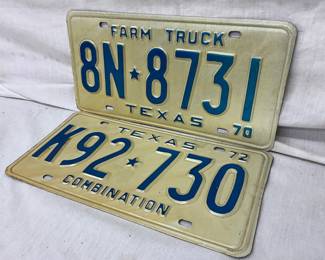 FARM TRUCK
8N★8731
TEXAS 70
TEXAS 72
K92★730
COMBINATION